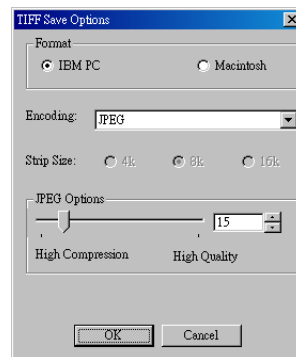 TIFF Save Options
Format
IBM PC Macintosh
Encoding: JPEG
Strip Size: 4k 8k 16k
JPEG Options
15
High Compression High Quality
OK Cancel